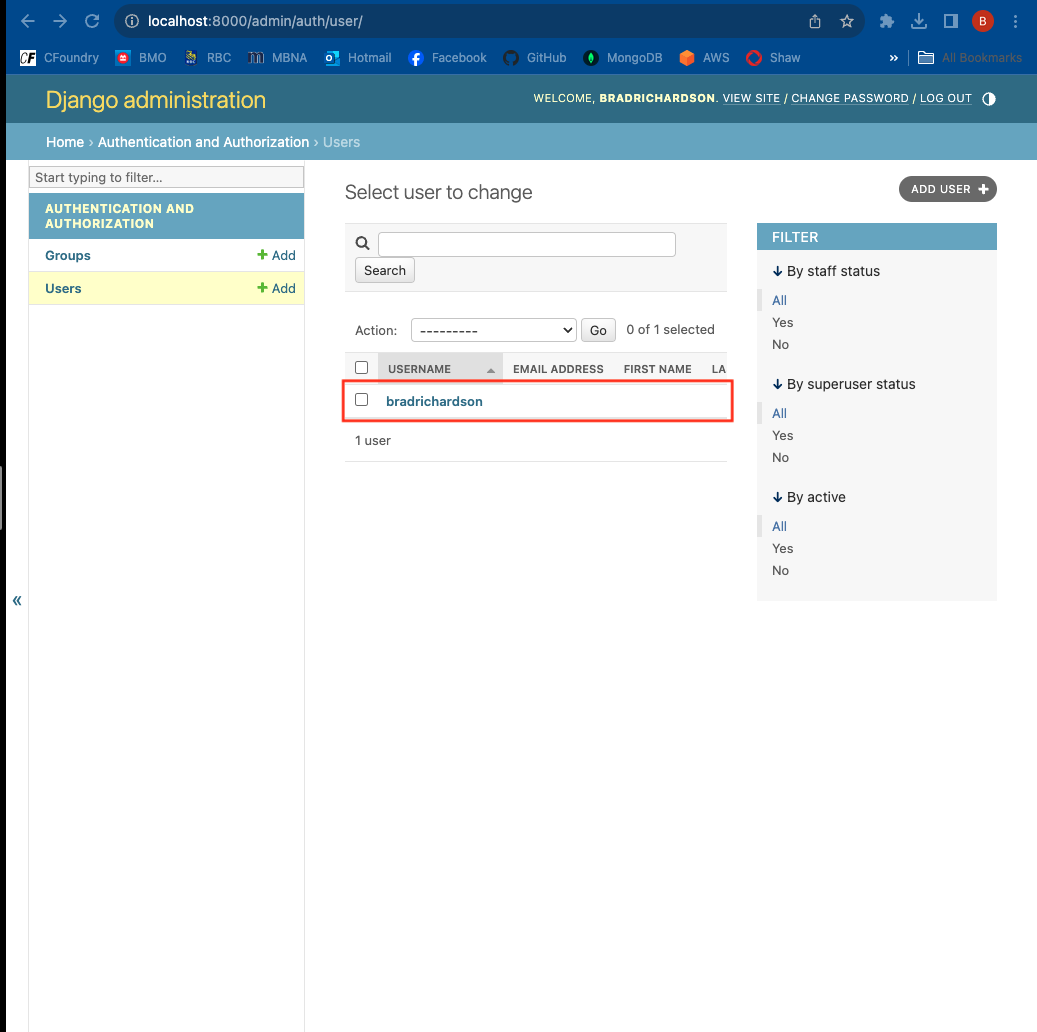 localhost:8000/admin/auth/user/
B
CF CFoundry BMO RBC MBNA Hotmail Facebook GitHub MongoDB AWS Shaw » All Bookmarks
Django administration
WELCOME, BRADRICHARDSON. VIEW SITE / CHANGE PASSWORD / LOG OUT
Home › Authentication and Authorization › Users
Start typing to filter...
AUTHENTICATION AND
AUTHORIZATION
Groups + Add
Users + Add
«
Select user to change
ADD USER +
Search
Action: --------- Go 0 of 1 selected
USERNAME EMAIL ADDRESS FIRST NAME LA
bradrichardson
1 user
FILTER
↓ By staff status
All
Yes
No
↓ By superuser status
All
Yes
No
↓ By active
All
Yes
No